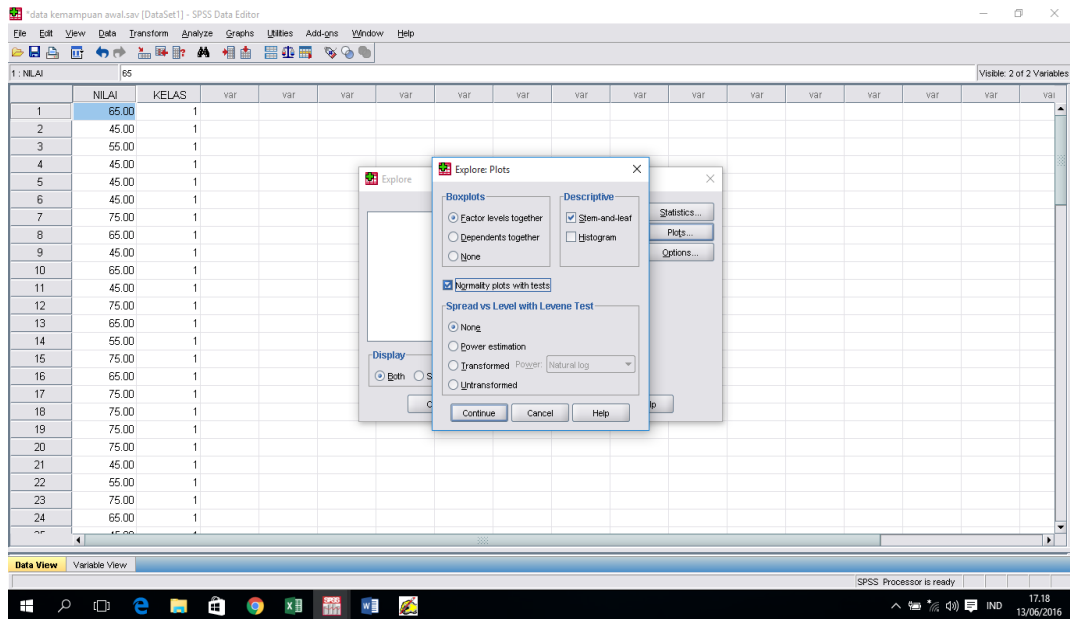 *data kemampuan awal.sav [DataSet1] - SPSS Data Editor
File Edit View Data Transform Analyze Graphs Utilities Add-ons Window Help
1 : NILAI 65 Visible: 2 of 2 Variables
NILAI KELAS var var var var var var var var var var var var var var var
1 65.00 1
2 45.00 1
3 55.00 1
4 45.00 1
5 45.00 1
6 45.00 1
7 75.00 1
8 65.00 1
9 45.00 1
10 65.00 1
11 45.00 1
12 75.00 1
13 65.00 1
14 55.00 1
15 75.00 1
16 65.00 1
17 75.00 1
18 75.00 1
19 75.00 1
20 75.00 1
21 45.00 1
22 55.00 1
23 75.00 1
24 65.00 1
Explore
Statistics...
Plots...
Options...
Display
Both S
Explore: Plots
Boxplots
Factor levels together
Dependents together
None
Descriptive
Stem-and-leaf
Histogram
Normality plots with tests
Spread vs Level with Levene Test
None
Power estimation
Transformed Power: Natural log
Untransformed
Continue Cancel Help
Data View Variable View
SPSS Processor is ready
IND
17.18
13/06/2016